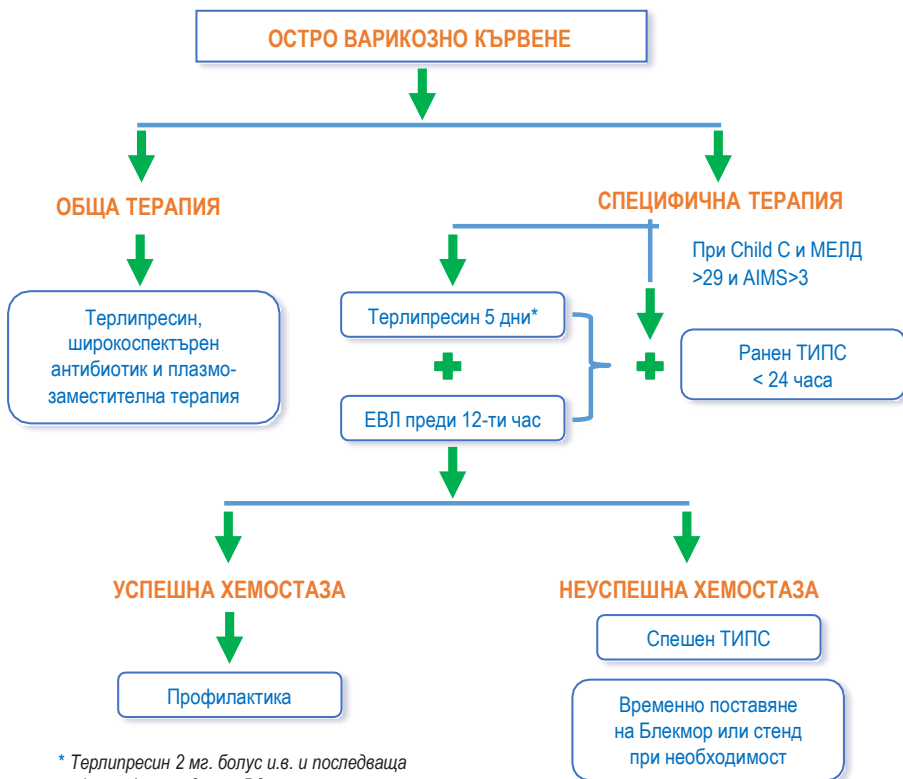 ОСТРО ВАРИКОЗНО КЪРВЕНЕ
ОБЩА ТЕРАПИЯ
СПЕЦИФИЧНА ТЕРАПИЯ
При Child C и МЕЛД
>29 и AIMS>3
Терлипресин,
широкоспектърен
антибиотик и плазмо-
заместителна терапия
Терлипресин 5 дни*
Ранен ТИПС
< 24 часа
ЕВЛ преди 12-ти час
УСПЕШНА ХЕМОСТАЗА
НЕУСПЕШНА ХЕМОСТАЗА
Спешен ТИПС
Профилактика
Временно поставяне
на Блекмор или стенд
при необходимост
* Терлипресин 2 мг. болус и.в. и последваща